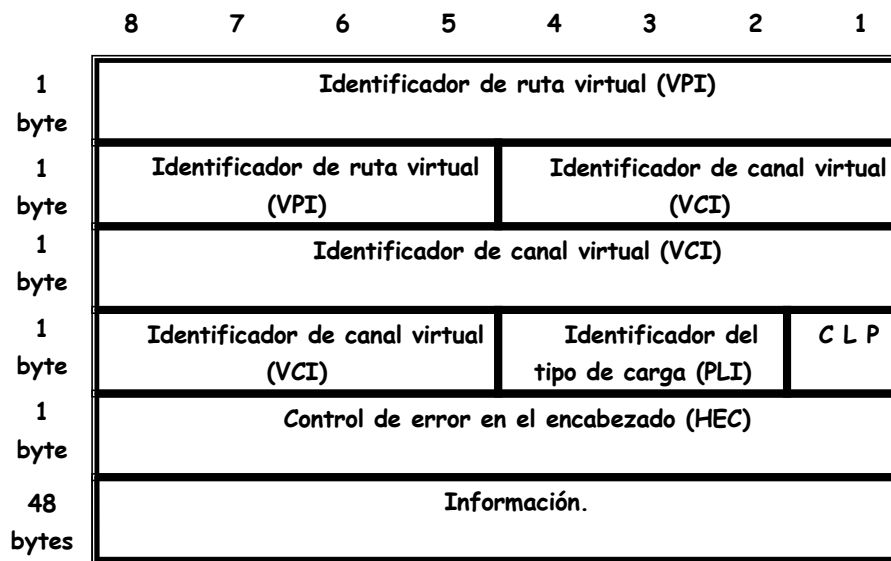 8 7 6 5 4 3 2 1
1 byte
Identificador de ruta virtual (VPI)
1 byte
Identificador de ruta virtual
(VPI)
Identificador de canal virtual
(VCI)
1 byte
Identificador de canal virtual (VCI)
1 byte
Identificador de canal virtual
(VCI)
Identificador del
tipo de carga (PLI)
C L P
1 byte
Control de error en el encabezado (HEC)
48 bytes
Información.